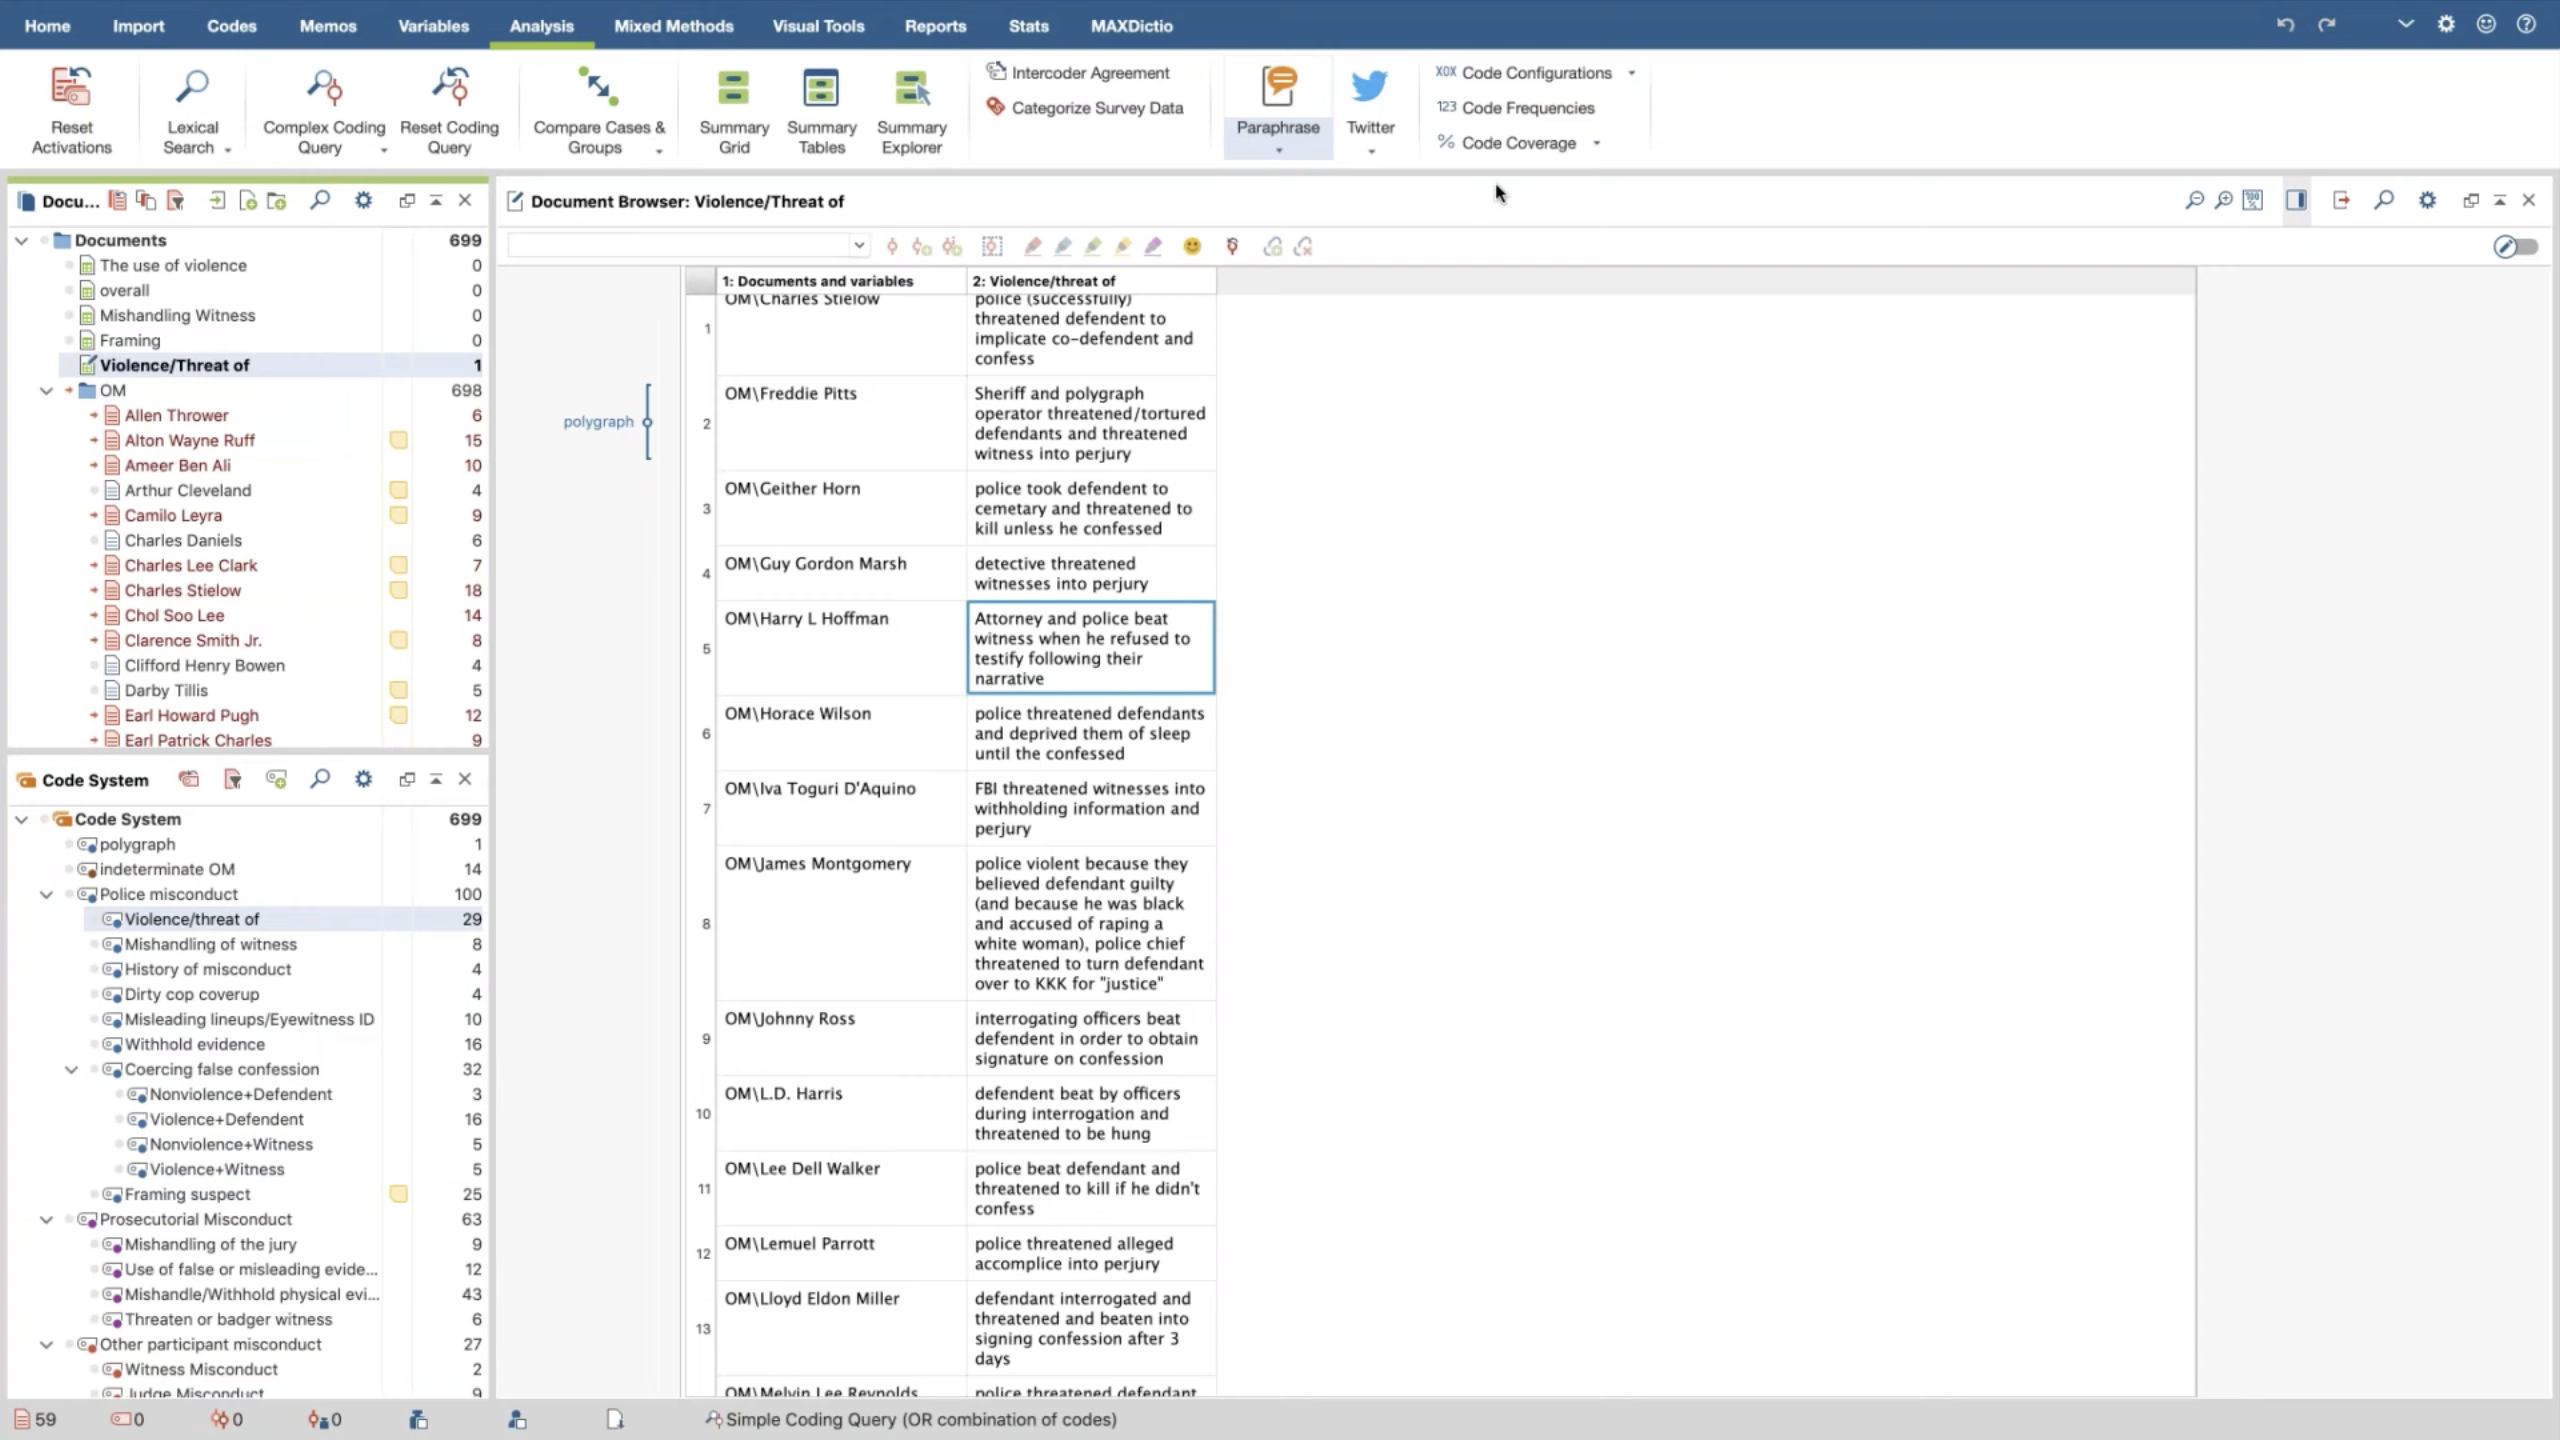 Home Import Codes Memos Variables Analysis Mixed Methods Visual Tools Reports Stats MAXDictio
Reset Activations
Lexical Search
Complex Coding Query
Reset Coding Query
Compare Cases & Groups
Summary Grid
Summary Tables
Summary Explorer
Intercoder Agreement
Categorize Survey Data
Paraphrase
Twitter
XOX Code Configurations
123 Code Frequencies
% Code Coverage
Docu...
Documents 699
The use of violence 0
overall 0
Mishandling Witness 0
Framing 0
Violence/Threat of 1
OM 698
Allen Thrower 6
Alton Wayne Ruff 15
Ameer Ben Ali 10
Arthur Cleveland 4
Camilo Leyra 9
Charles Daniels 6
Charles Lee Clark 7
Charles Stielow 18
Chol Soo Lee 14
Clarence Smith Jr. 8
Clifford Henry Bowen 4
Darby Tillis 5
Earl Howard Pugh 12
Earl Patrick Charles 9
Code System
Code System 699
polygraph 1
indeterminate OM 14
Police misconduct 100
Violence/threat of 29
Mishandling of witness 8
History of misconduct 4
Dirty cop coverup 4
Misleading lineups/Eyewitness ID 10
Withhold evidence 16
Coercing false confession 32
Nonviolence+Defendent 3
Violence+Defendent 16
Nonviolence+Witness 5
Violence+Witness 5
Framing suspect 25
Prosecutorial Misconduct 63
Mishandling of the jury 9
Use of false or misleading evide... 12
Mishandle/Withhold physical evi... 43
Threaten or badger witness 6
Other participant misconduct 27
Witness Misconduct 2
Judge Misconduct 9
Document Browser: Violence/Threat of
100 %
polygraph
1: Documents and variables 2: Violence/threat of
1 OM\Charles Stielow
police (successfully)
threatened defendent to
implicate co-defendent and
confess
2 OM\Freddie Pitts
Sheriff and polygraph
operator threatened/tortured
defendants and threatened
witness into perjury
3 OM\Geither Horn
police took defendent to
cemetary and threatened to
kill unless he confessed
4 OM\Guy Gordon Marsh
detective threatened
witnesses into perjury
5 OM\Harry L Hoffman
Attorney and police beat
witness when he refused to
testify following their
narrative
6 OM\Horace Wilson
police threatened defendants
and deprived them of sleep
until the confessed
7 OM\Iva Toguri D'Aquino
FBI threatened witnesses into
withholding information and
perjury
8 OM\James Montgomery
police violent because they
believed defendant guilty
(and because he was black
and accused of raping a
white woman), police chief
threatened to turn defendant
over to KKK for "justice"
9 OM\Johnny Ross
interrogating officers beat
defendent in order to obtain
signature on confession
10 OM\L.D. Harris
defendent beat by officers
during interrogation and
threatened to be hung
11 OM\Lee Dell Walker
police beat defendant and
threatened to kill if he didn't
confess
12 OM\Lemuel Parrott
police threatened alleged
accomplice into perjury
13 OM\Lloyd Eldon Miller
defendant interrogated and
threatened and beaten into
signing confession after 3
days
OM\Melvin Lee Reynolds
police threatened defendant
59 0 0 0 Simple Coding Query (OR combination of codes)